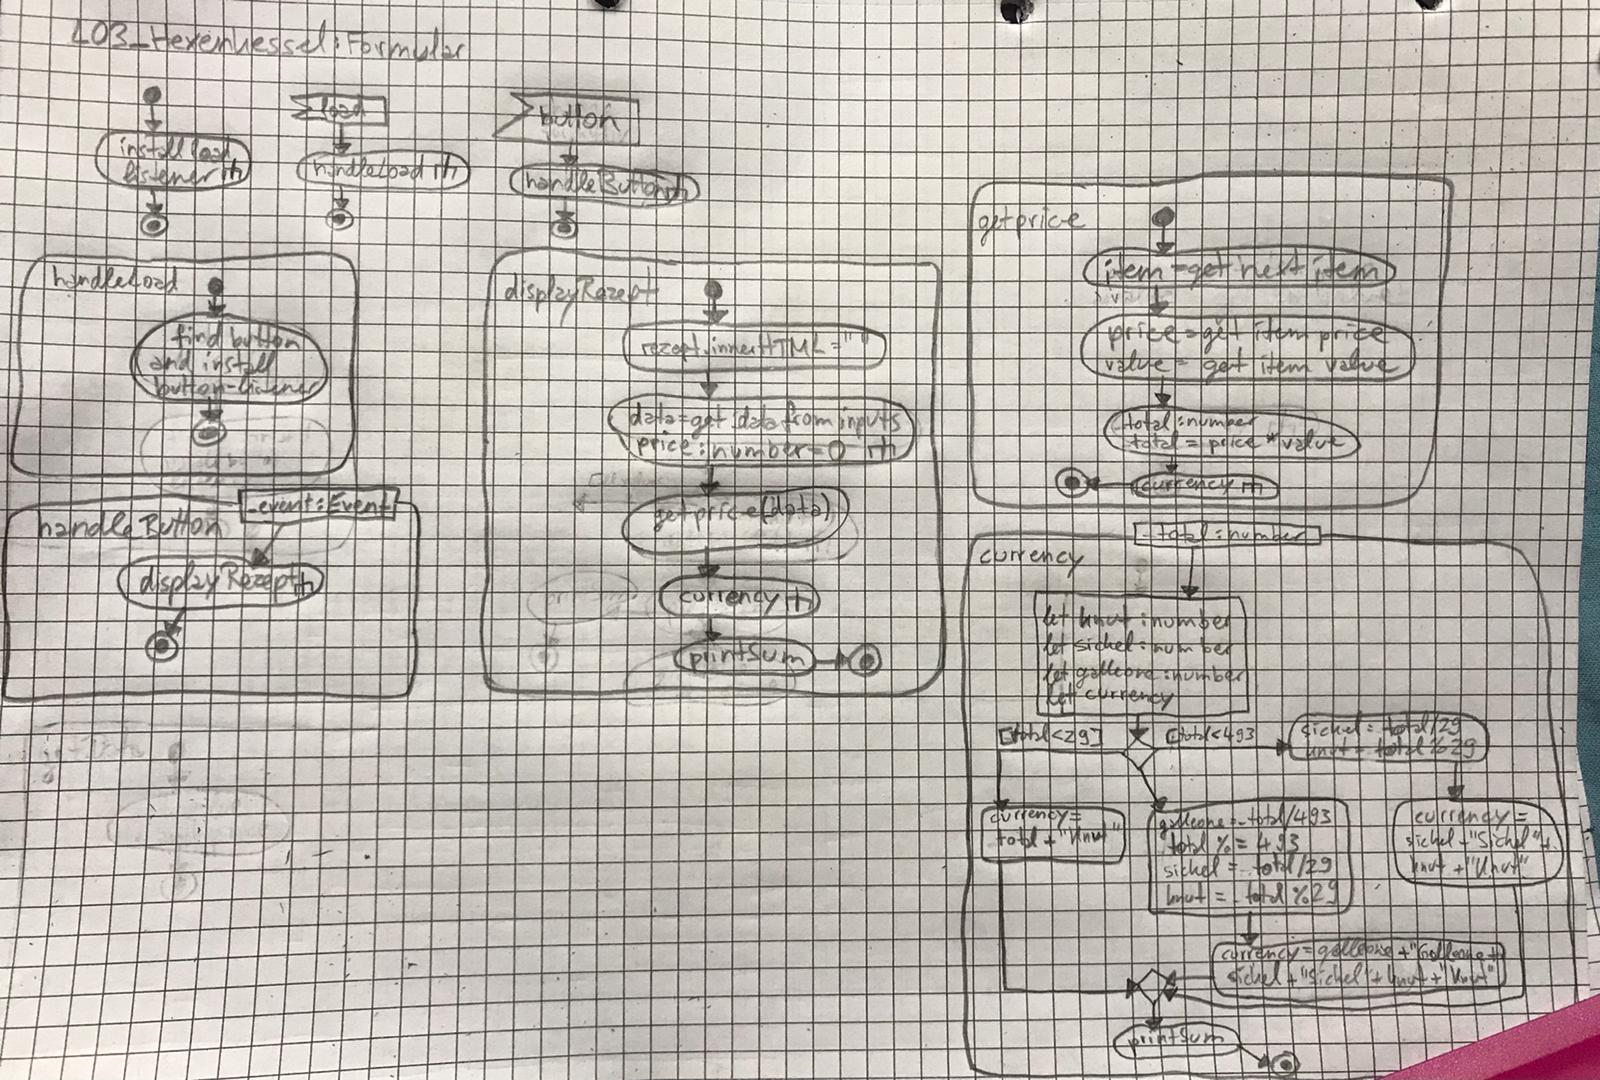 L03_Hexenkessel:Formular
install load
listener
load
handleLoad
button
handleButton
handleLoad
find button
and install
button-listener
handleButton
_event:Event
displayRezept
displayRezept
rezept.innerHTML=""
data=get data from inputs
price:number=0
getprice(data)
currency
printSum
getprice
item=get next item
price=get item price
value= get item value
_total:number
_total=price*value
currency
_total:number
currency
let knut:number
let sickel:number
let galleone:number
let currency
[total<29]
[total<493
sickel=_total/29
knut=_total%29
currency=
total+"Knut"
galleone=_total/493
total %= 493
sickel=_total/29
knut=_total%29
currency=
sickel+"Sickel"+
knut+"Knut"
currency=galleone+"Galleone+
sickel+"Sickel"+knut+"Knut"
printSum